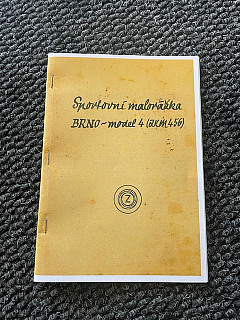 Sportovní malorážka
BRNO - model 4 (ZKM 456)
Z